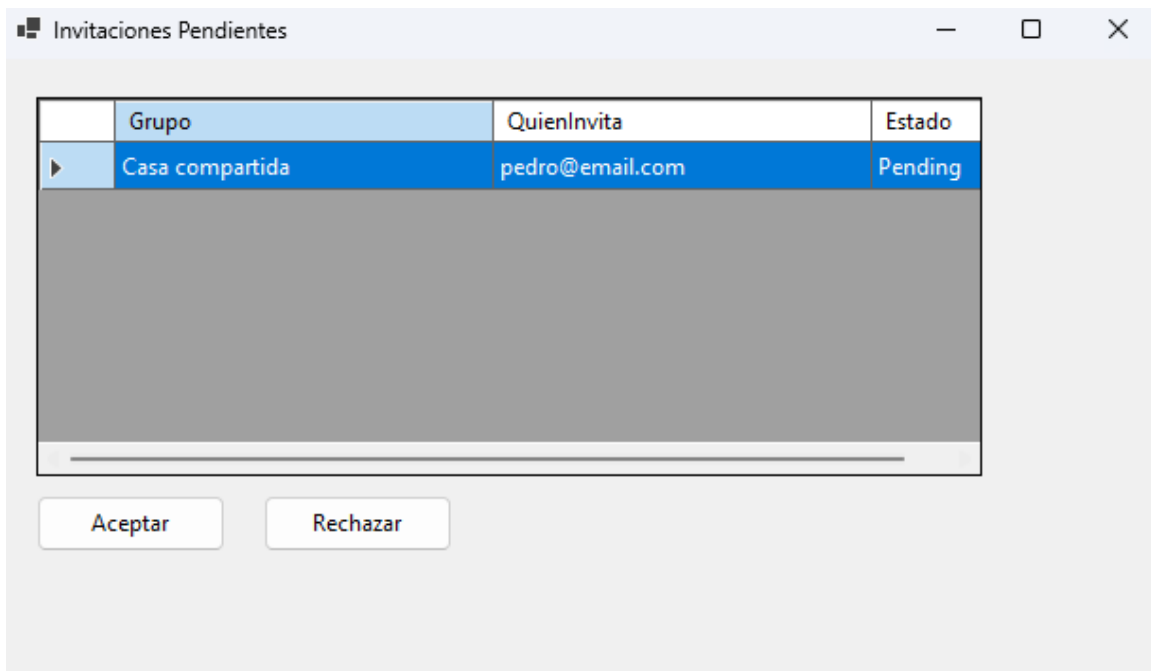 Invitaciones Pendientes
Grupo QuienInvita Estado
Casa compartida pedro@email.com Pending
Aceptar Rechazar